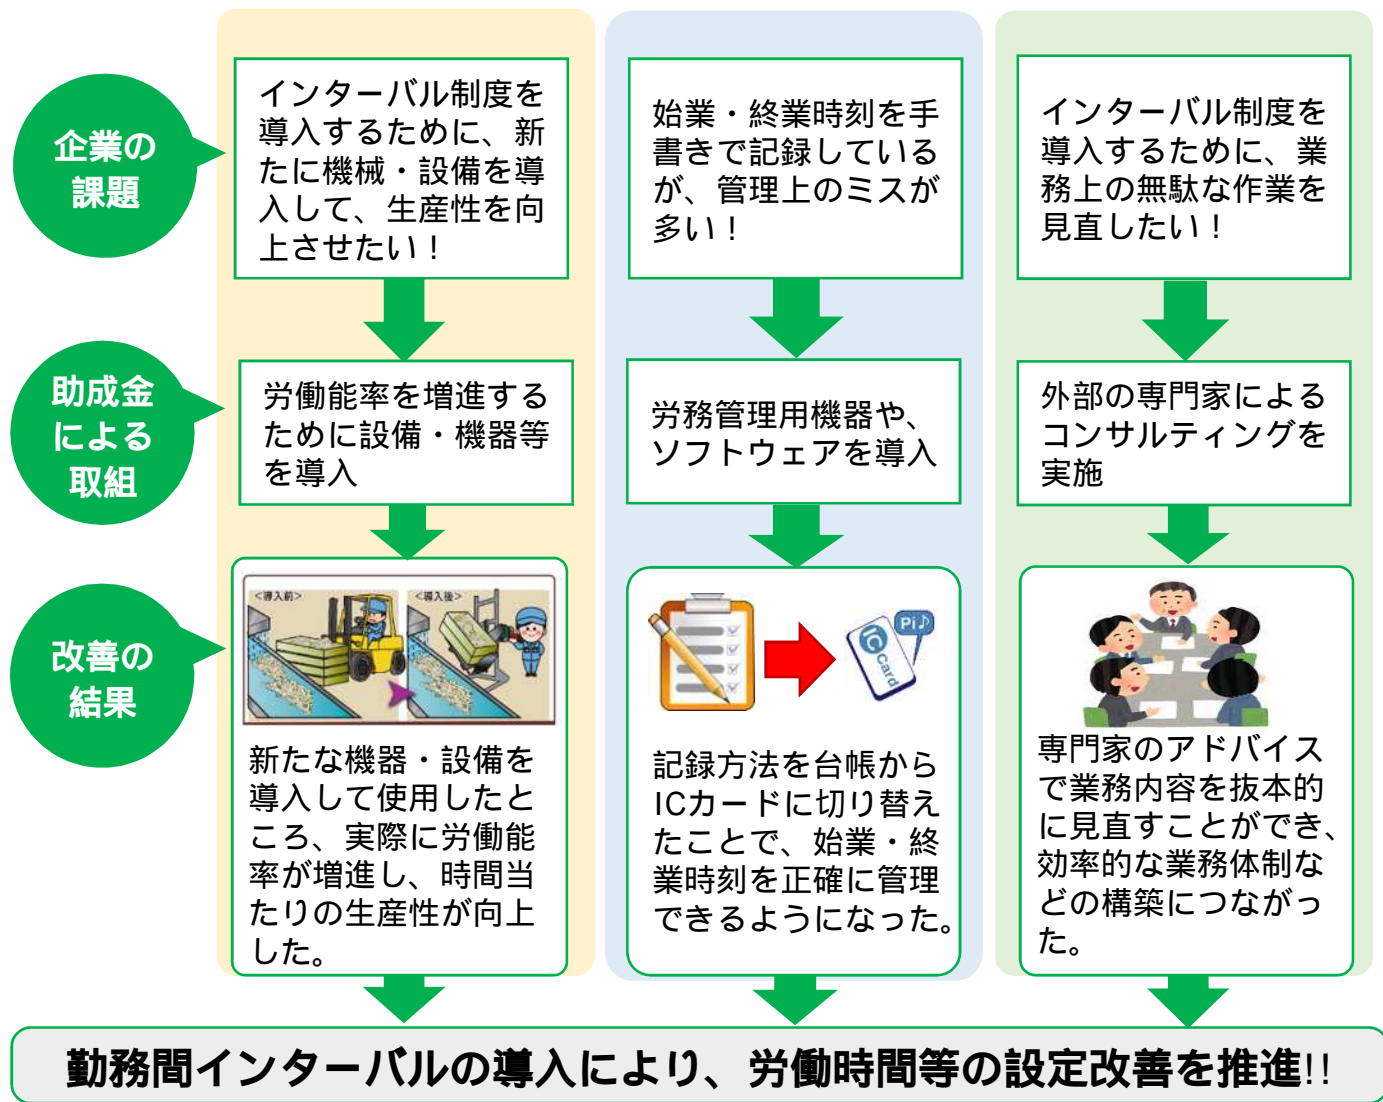 企業の
課題
インターバル制度を
導入するために、新
たに機械・設備を導
入して、生産性を向
上させたい！
始業・終業時刻を手
書きで記録している
が、管理上のミスが
多い！
インターバル制度を
導入するために、業
務上の無駄な作業を
見直したい！
助成金
による
取組
労働能率を増進する
ために設備・機器等
を導入
労務管理用機器や、
ソフトウェアを導入
外部の専門家による
コンサルティングを
実施
改善の
結果
<導入前>
<導入後>
新たな機器・設備を
導入して使用したと
ころ、実際に労働能
率が増進し、時間当
たりの生産性が向上
した。
Pi♪
IC
Card
記録方法を台帳から
ICカードに切り替え
たことで、始業・終
業時刻を正確に管理
できるようになった。
専門家のアドバイス
で業務内容を抜本的
に見直すことができ、
効率的な業務体制な
どの構築につながっ
た。
勤務間インターバルの導入により、労働時間等の設定改善を推進!!